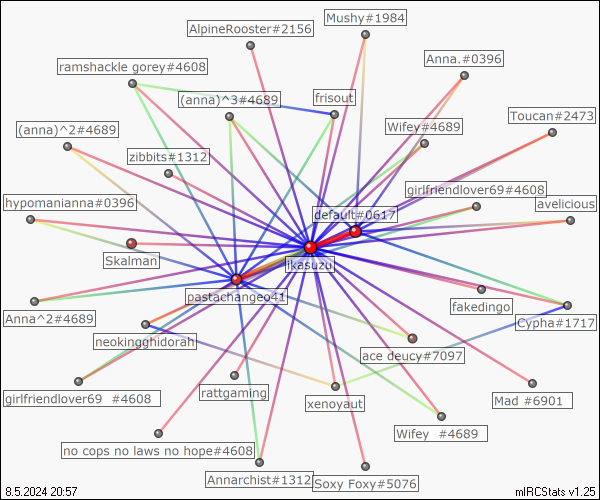 Mushy#1984
AlpineRooster#2156
Anna.#0396
ramshackle gorey#4608
(anna)^3#4689
frisout
Toucan#2473
(anna)^2#4689
Wifey#4689
zibbits#1312
girlfriendlover69#4608
hypomanianna#0396
default#0617
avelicious
Skalmar
ikasuzu
pastachangeo41
fakedingo
Anna^2#4689
Cypha#1717
neokingghidorah
ace deucy#7097
girlfriendlover69 #4608
rattgaming
xenoyaut
Mad #6901
Wifey #4689
no cops no laws no hope#4608
Annarchist#1312
Soxy Foxy#5076
8.5.2024 20:57
mIRCStats v1.25